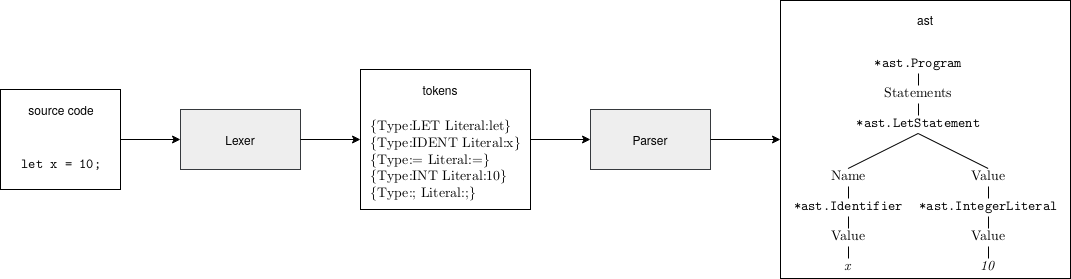 source code
let x = 10;
Lexer
tokens
{Type:LET Literal:let}
{Type:IDENT Literal:x}
{Type:= Literal:=}
{Type:INT Literal:10}
{Type:; Literal:;}
Parser
ast
*ast.Program
Statements
*ast.LetStatement
Name Value
*ast.Identifier *ast.IntegerLiteral
Value Value
x 10